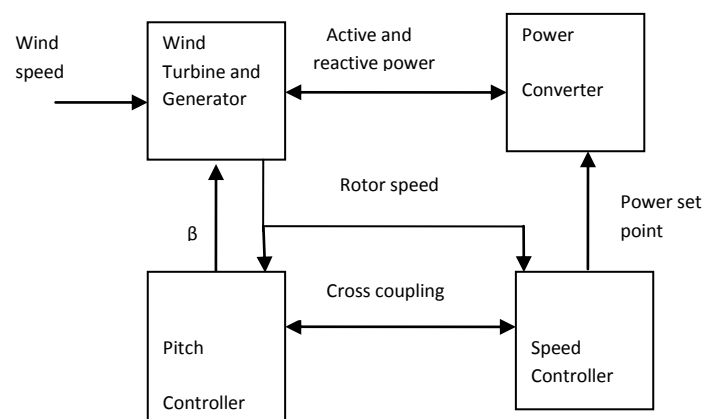 Wind
speed
Wind
Turbine and
Generator
Active and
reactive power
Power
Converter
Rotor speed
Power set
point
β
Cross coupling
Pitch
Controller
Speed
Controller